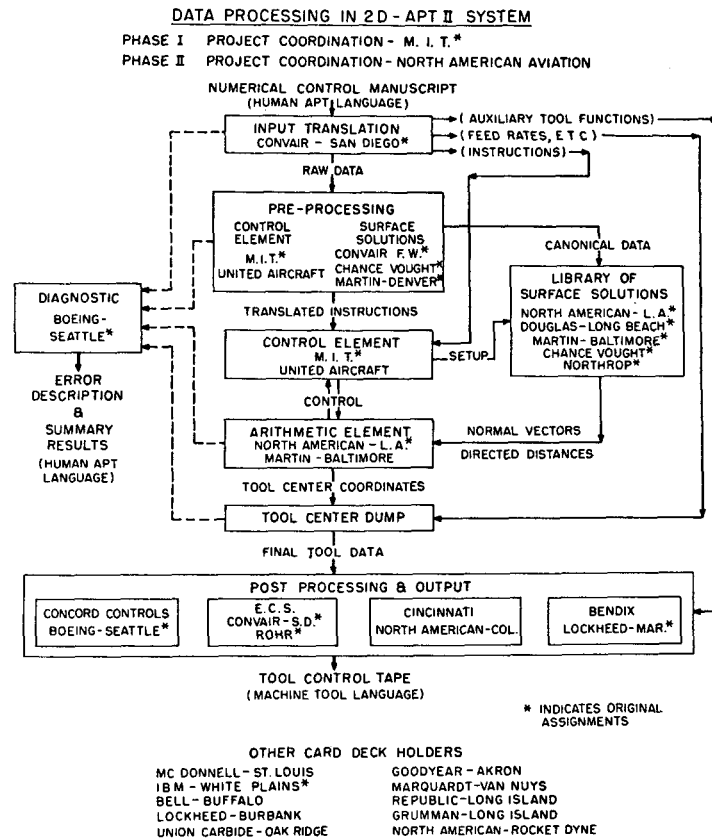 DATA PROCESSING IN 2D-APT II SYSTEM
PHASE I PROJECT COORDINATION - M. I. T.*
PHASE II PROJECT COORDINATION - NORTH AMERICAN AVIATION
NUMERICAL CONTROL MANUSCRIPT
(HUMAN APT LANGUAGE)
INPUT TRANSLATION
CONVAIR - SAN DIEGO*
(AUXILIARY TOOL FUNCTIONS)
(FEED RATES, ETC)
(INSTRUCTIONS)
RAW DATA
PRE-PROCESSING
CONTROL
ELEMENT
M.I.T.*
UNITED AIRCRAFT
SURFACE
SOLUTIONS
CONVAIR F.W.*
CHANCE VOUGHT*
MARTIN-DENVER*
CANONICAL DATA
LIBRARY OF
SURFACE SOLUTIONS
NORTH AMERICAN-L.A.*
DOUGLAS-LONG BEACH*
MARTIN-BALTIMORE*
CHANCE VOUGHT*
NORTHROP*
DIAGNOSTIC
BOEING-
SEATTLE*
ERROR
DESCRIPTION
&
SUMMARY
RESULTS
(HUMAN APT
LANGUAGE)
TRANSLATED INSTRUCTIONS
CONTROL ELEMENT
M. I. T.*
UNITED AIRCRAFT
SETUP
CONTROL
ARITHMETIC ELEMENT
NORTH AMERICAN-L.A.*
MARTIN-BALTIMORE
NORMAL VECTORS
DIRECTED DISTANCES
TOOL CENTER COORDINATES
TOOL CENTER DUMP
FINAL TOOL DATA
POST PROCESSING & OUTPUT
CONCORD CONTROLS
BOEING-SEATTLE*
E.C.S.
CONVAIR-S.D.*
ROHR*
CINCINNATI
NORTH AMERICAN-COL.
BENDIX
LOCKHEED-MAR.*
TOOL CONTROL TAPE
(MACHINE TOOL LANGUAGE)
* INDICATES ORIGINAL
ASSIGNMENTS
OTHER CARD DECK HOLDERS
MC DONNELL-ST. LOUIS
IBM-WHITE PLAINS*
BELL-BUFFALO
LOCKHEED-BURBANK
UNION CARBIDE-OAK RIDGE
GOODYEAR-AKRON
MARQUARDT-VAN NUYS
REPUBLIC-LONG ISLAND
GRUMMAN-LONG ISLAND
NORTH AMERICAN-ROCKET DYNE